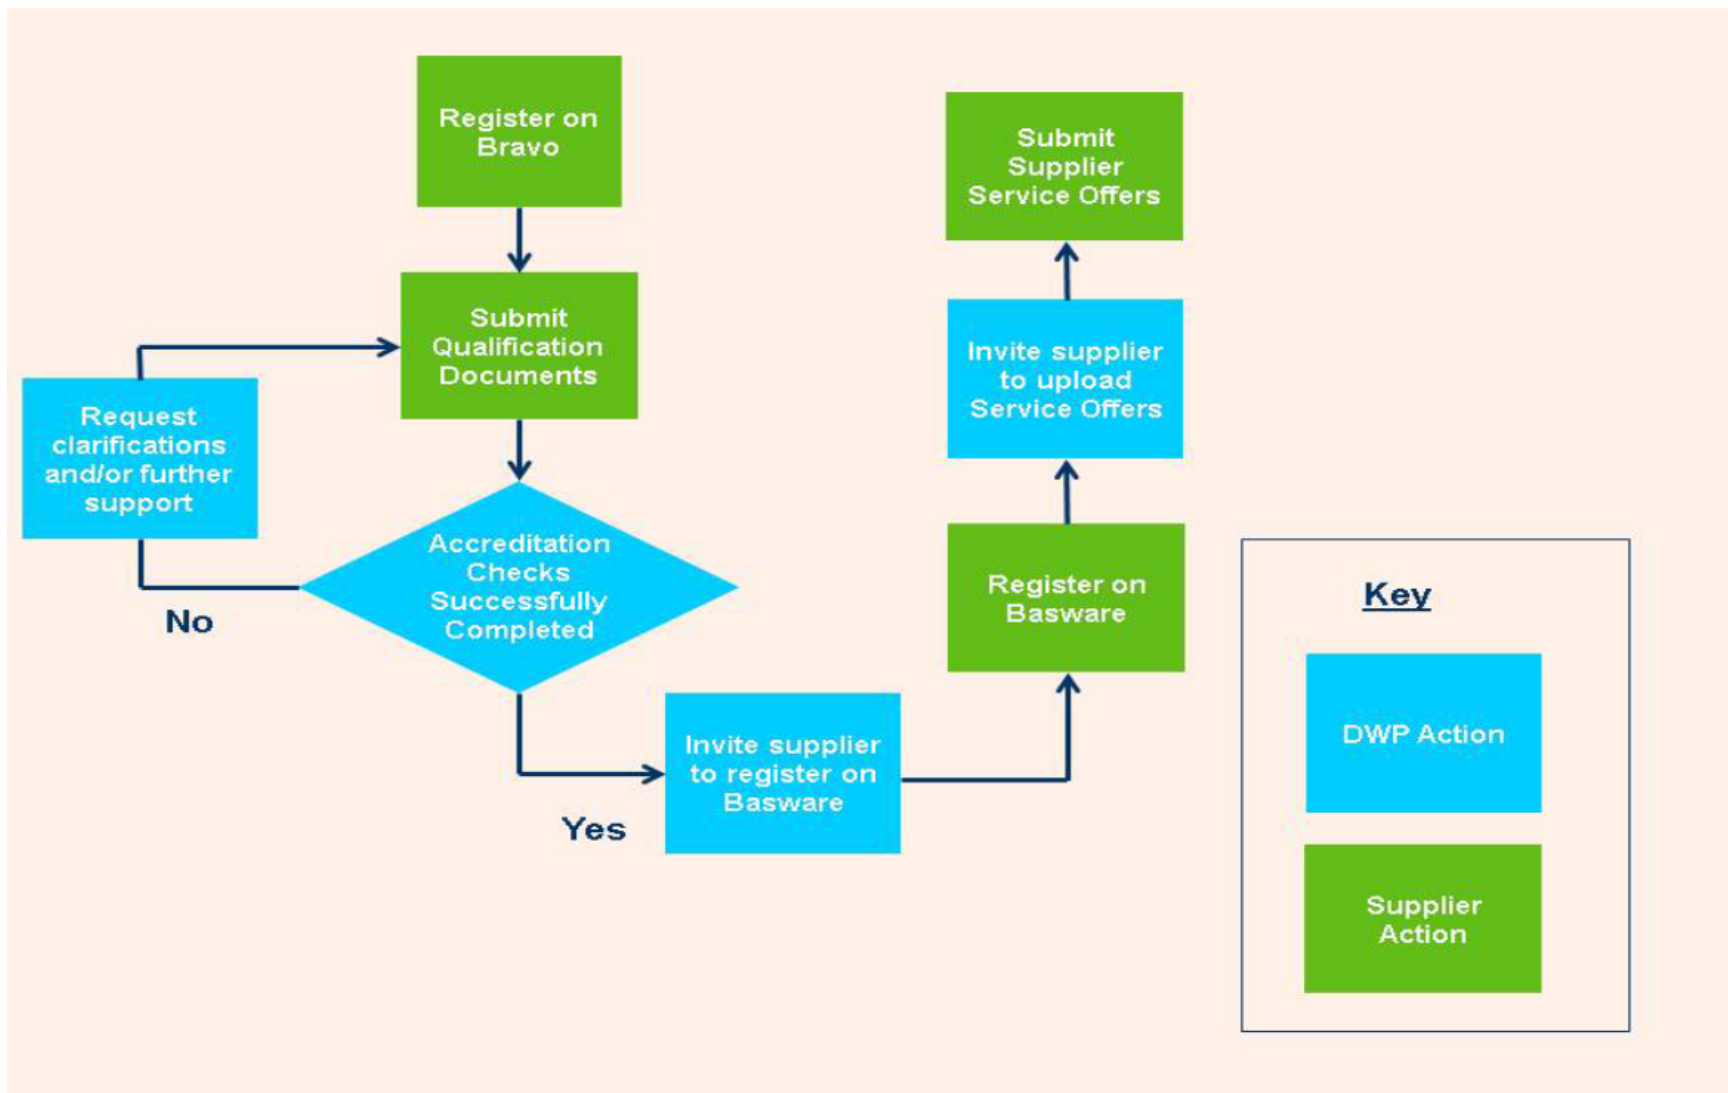 Register on
Bravo
Submit
Qualification
Documents
Request
clarifications
and/or further
support
Accreditation
Checks
Successfully
Completed
No
Yes
Invite supplier
to register on
Basware
Register on
Basware
Invite supplier
to upload
Service Offers
Submit
Supplier
Service Offers
Key
DWP Action
Supplier
Action